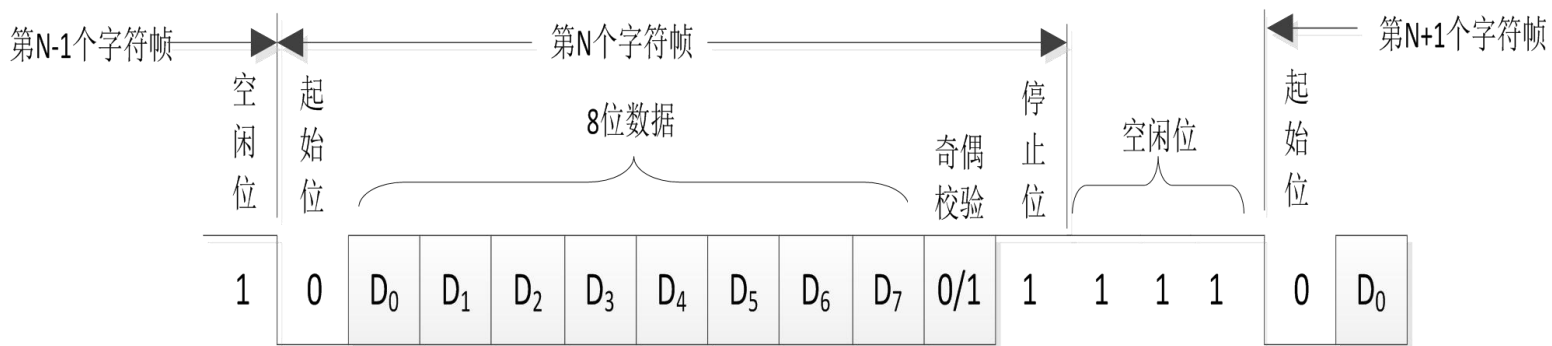 第N-1个字符帧
第N个字符帧
第N+1个字符帧
空闲位
起始位
8位数据
奇偶
校验
停止位
空闲位
起始位
1 0 D₀ D₁ D₂ D₃ D₄ D₅ D₆ D₇ 0/1 1 1 1 1 0 D₀